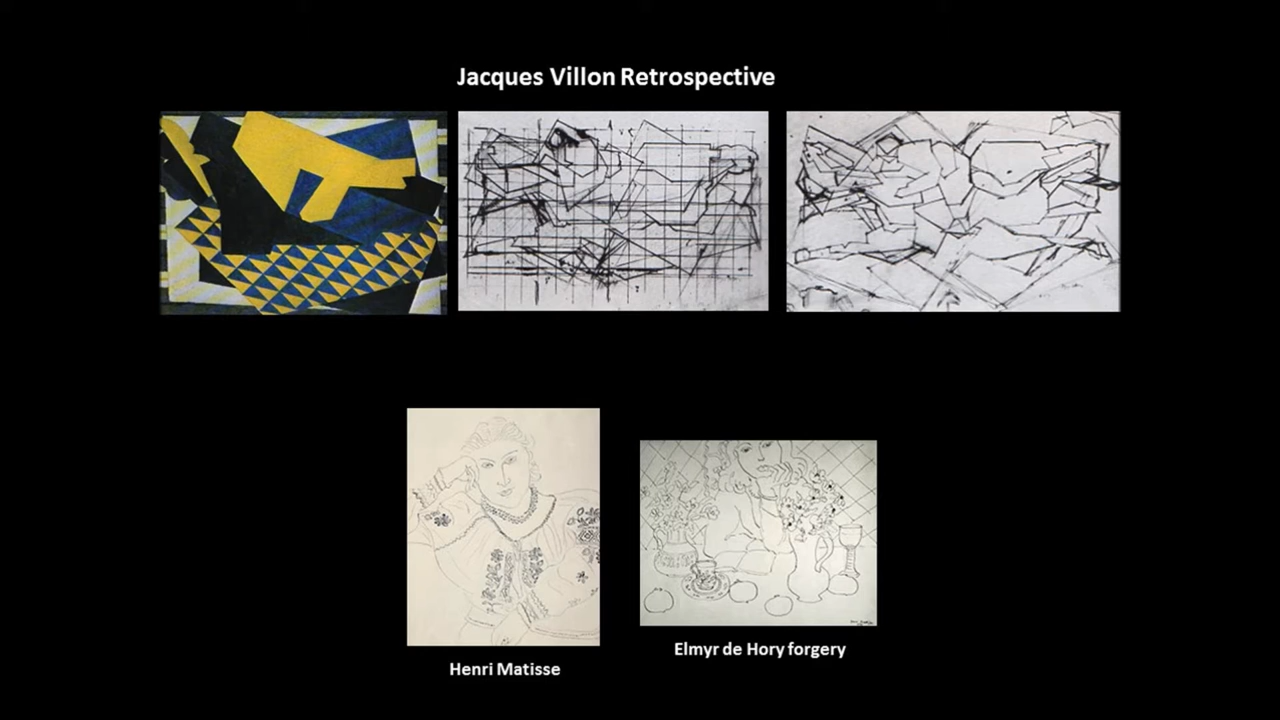 Jacques Villon Retrospective
Henri Matisse
Elmyr de Hory forgery